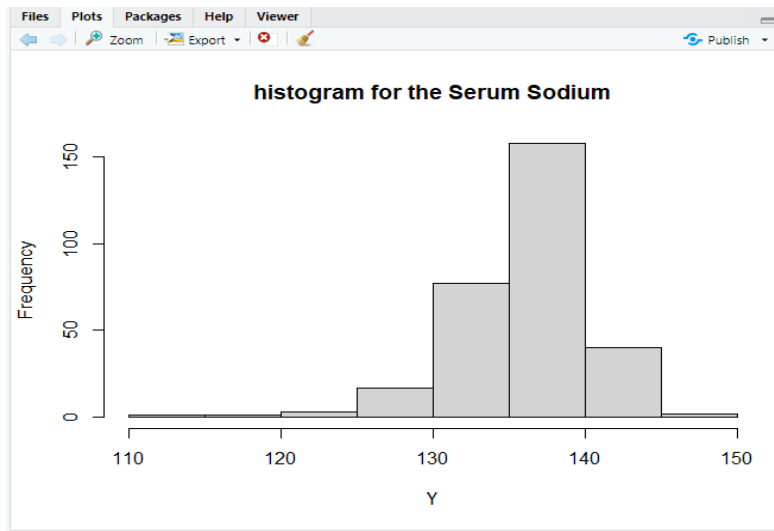 Files Plots Packages Help Viewer
Zoom Export Publish
histogram for the Serum Sodium
150
100
50
0
Frequency
110 120 130 140 150
Y